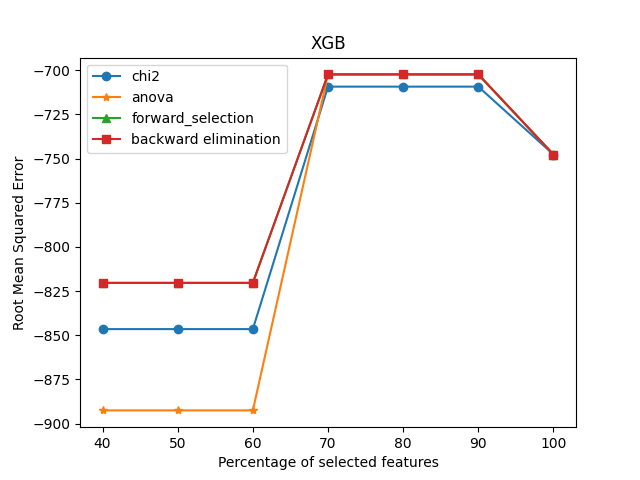 XGB
chi2
anova
forward_selection
backward elimination
Root Mean Squared Error
−700
−725
−750
−775
−800
−825
−850
−875
−900
40 50 60 70 80 90 100
Percentage of selected features